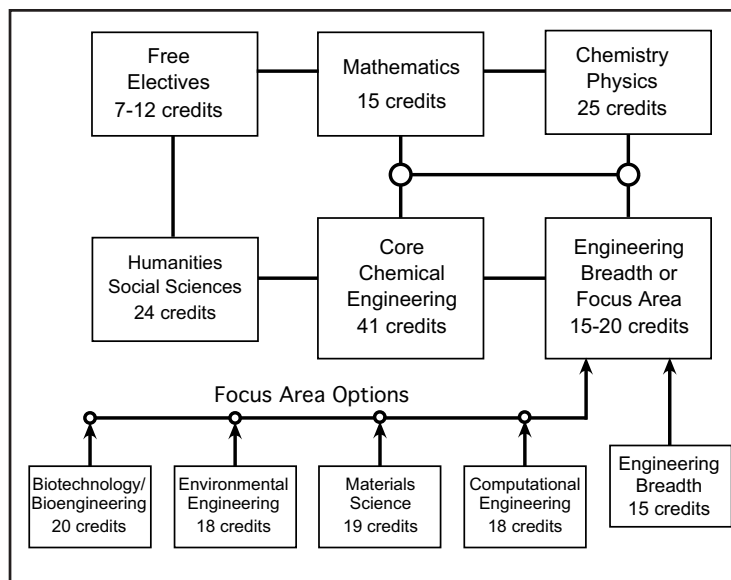 Free
Electives
7-12 credits
Mathematics
15 credits
Chemistry
Physics
25 credits
Humanities
Social Sciences
24 credits
Core
Chemical
Engineering
41 credits
Engineering
Breadth or
Focus Area
15-20 credits
Focus Area Options
Biotechnology/
Bioengineering
20 credits
Environmental
Engineering
18 credits
Materials
Science
19 credits
Computational
Engineering
18 credits
Engineering
Breadth
15 credits